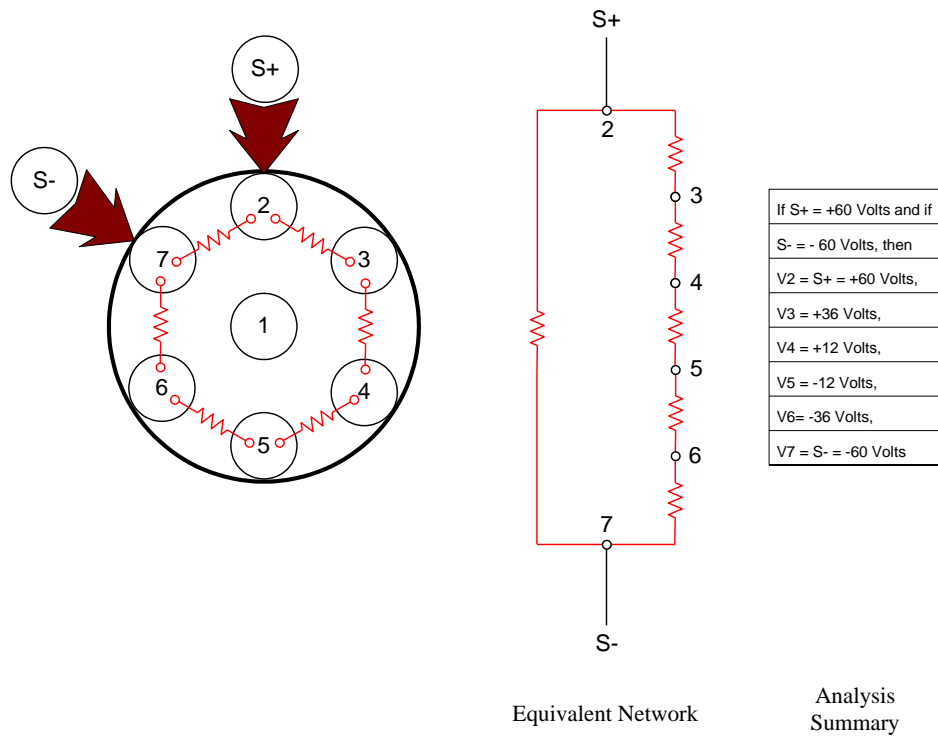 S+
S-
2
7
3
1
6
4
5
S+
2
3
4
5
6
7
S-
If S+ = +60 Volts and if
S- = - 60 Volts, then
V2 = S+ = +60 Volts,
V3 = +36 Volts,
V4 = +12 Volts,
V5 = -12 Volts,
V6= -36 Volts,
V7 = S- = -60 Volts
Equivalent Network
Analysis
Summary